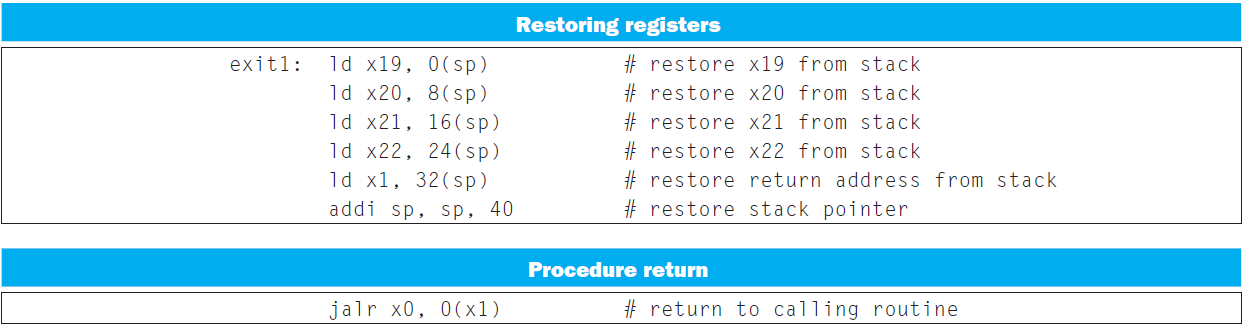 Restoring registers
exit1: ld x19, 0(sp) # restore x19 from stack
ld x20, 8(sp) # restore x20 from stack
ld x21, 16(sp) # restore x21 from stack
ld x22, 24(sp) # restore x22 from stack
ld x1, 32(sp) # restore return address from stack
addi sp, sp, 40 # restore stack pointer
Procedure return
jalr x0, 0(x1) # return to calling routine